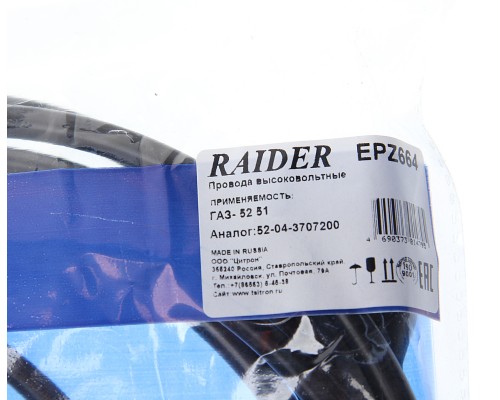 RAIDER EPZ664
Провода высоковольтные
ПРИМЕНЯЕМОСТЬ:
ГАЗ- 52 51
Аналог:52-04-3707200
MADE IN RUSSIA
ООО "Цитрон"
356240 Россия, Ставропольский край
г. Михайловск, ул. Почтовая, 79А
Сайт www.tsitron.ru
EAC